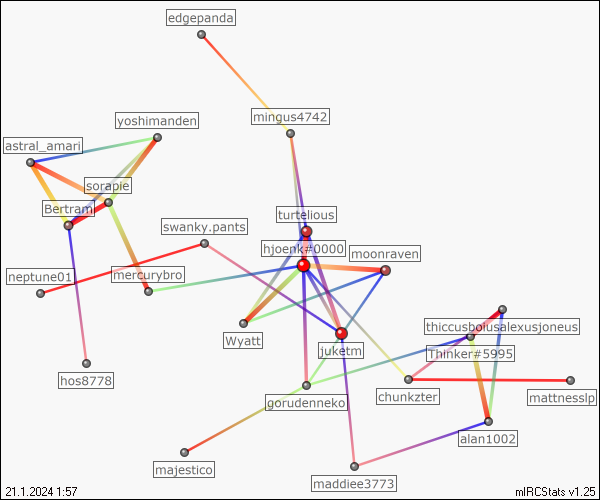 edgepanda
mingus4742
yoshimanden
astral_amari
sorapie
Bertram
turtelious
swanky.pants
hjoenk#0000
moonraven
neptune01
mercurybro
thiccusboiusalexusjoneus
Wyatt
juketm
Thinker#5995
hos8778
chunkzter
mattnesslp
gorudenneko
alan1002
majestico
maddiee3773
21.1.2024 1:57
mIRCStats v1.25